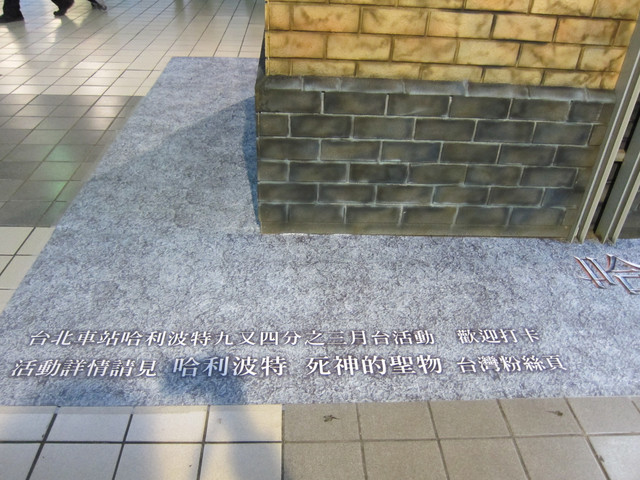 哈
台北車站哈利波特九又四分之三月台活動 歡迎打卡
活動詳情請見 哈利波特 死神的聖物 台灣粉絲頁